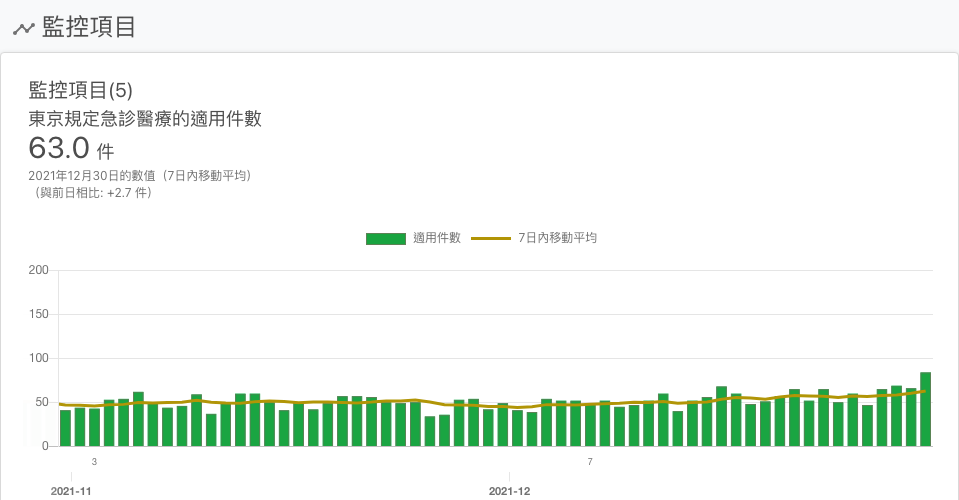 監控項目
監控項目(5)
東京規定急診醫療的適用件數
63.0 件
2021年12月30日的數值（7日內移動平均）
（與前日相比: +2.7 件）
適用件數 7日內移動平均
200
150
100
50
0
3 7
2021-11 2021-12